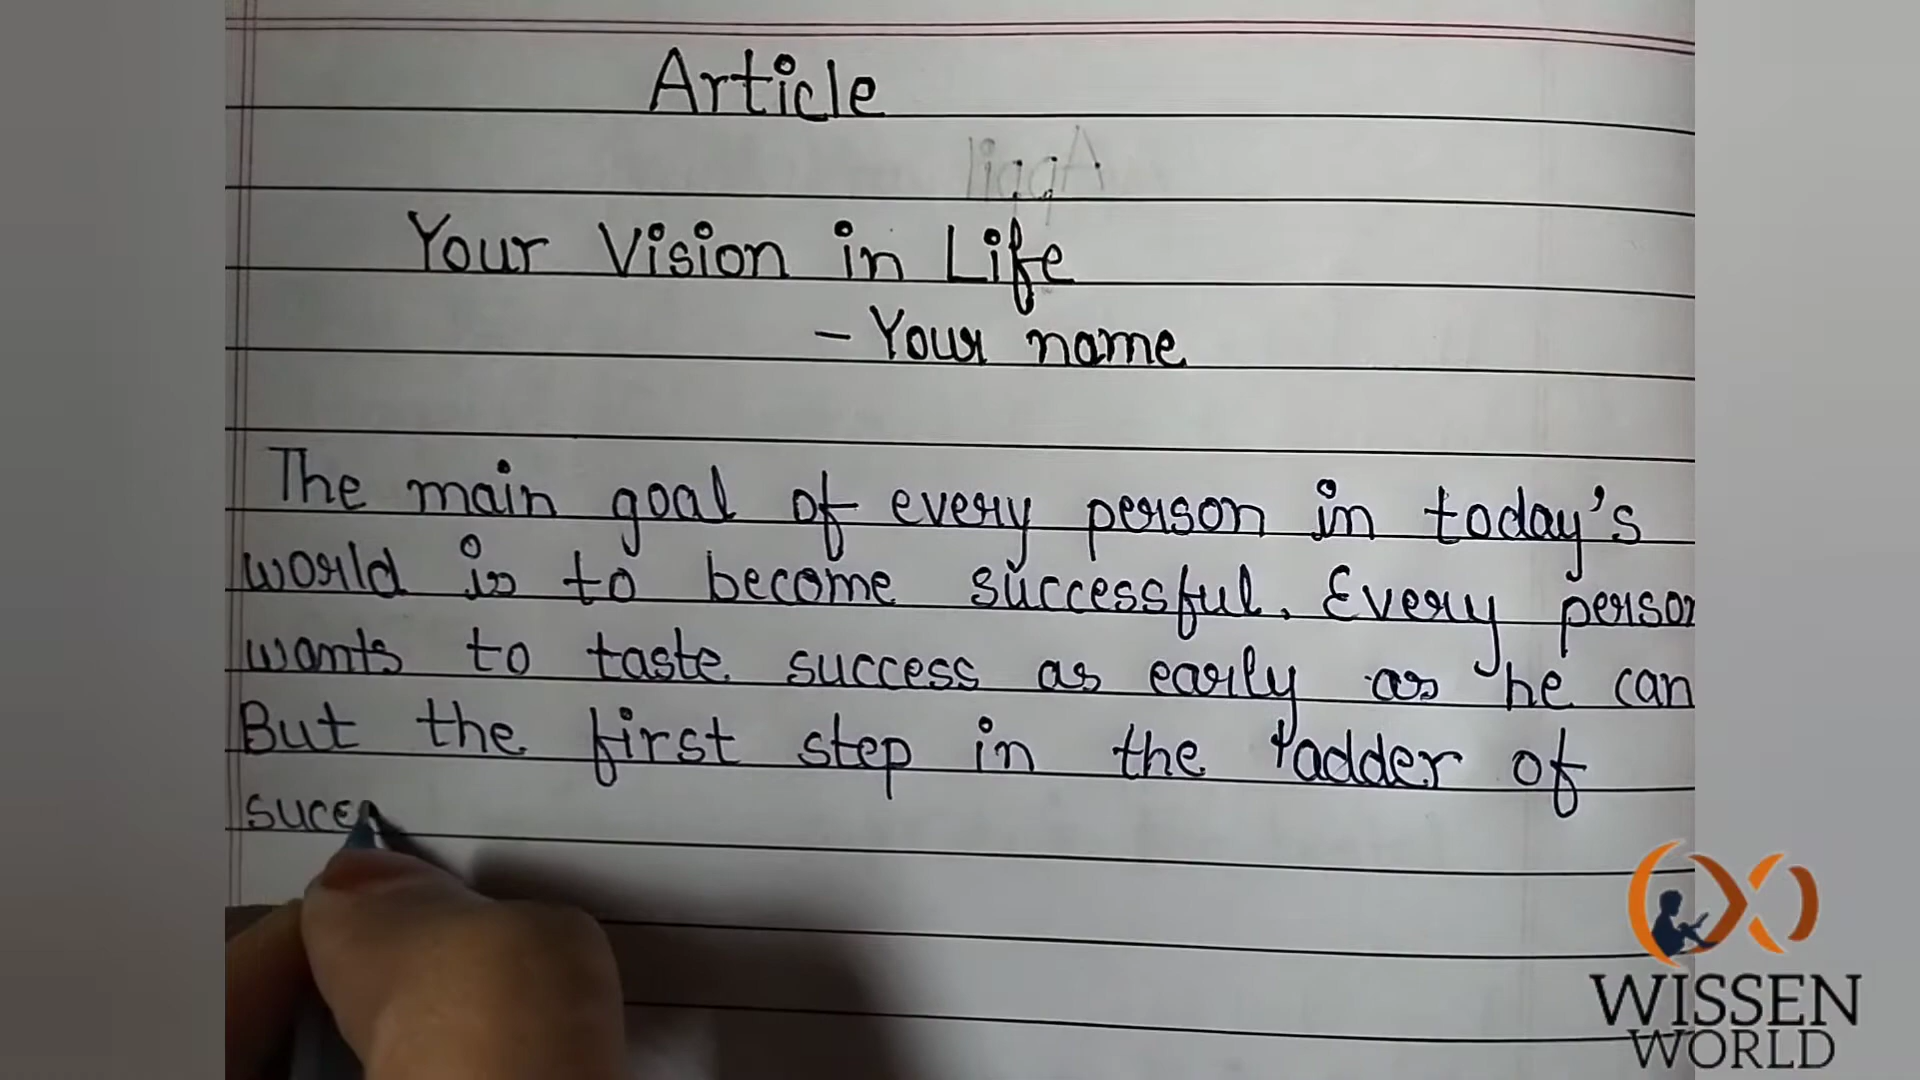 Article
Your Vision in Life
- Your name
The main goal of every person in today's
world is to become successful. Every person
wants to taste success as early as he can
But the first step in the ladder of
suce
WISSEN
WORLD